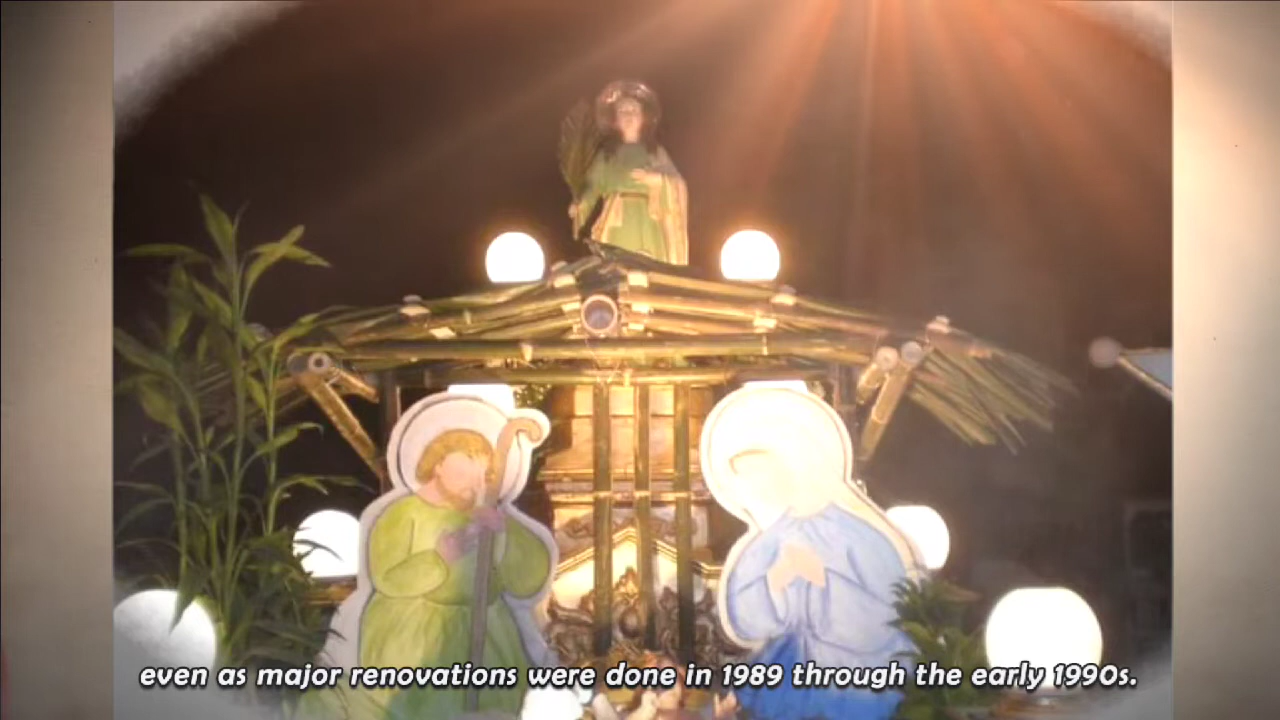 even as major renovations were done in 1989 through the early 1990s.